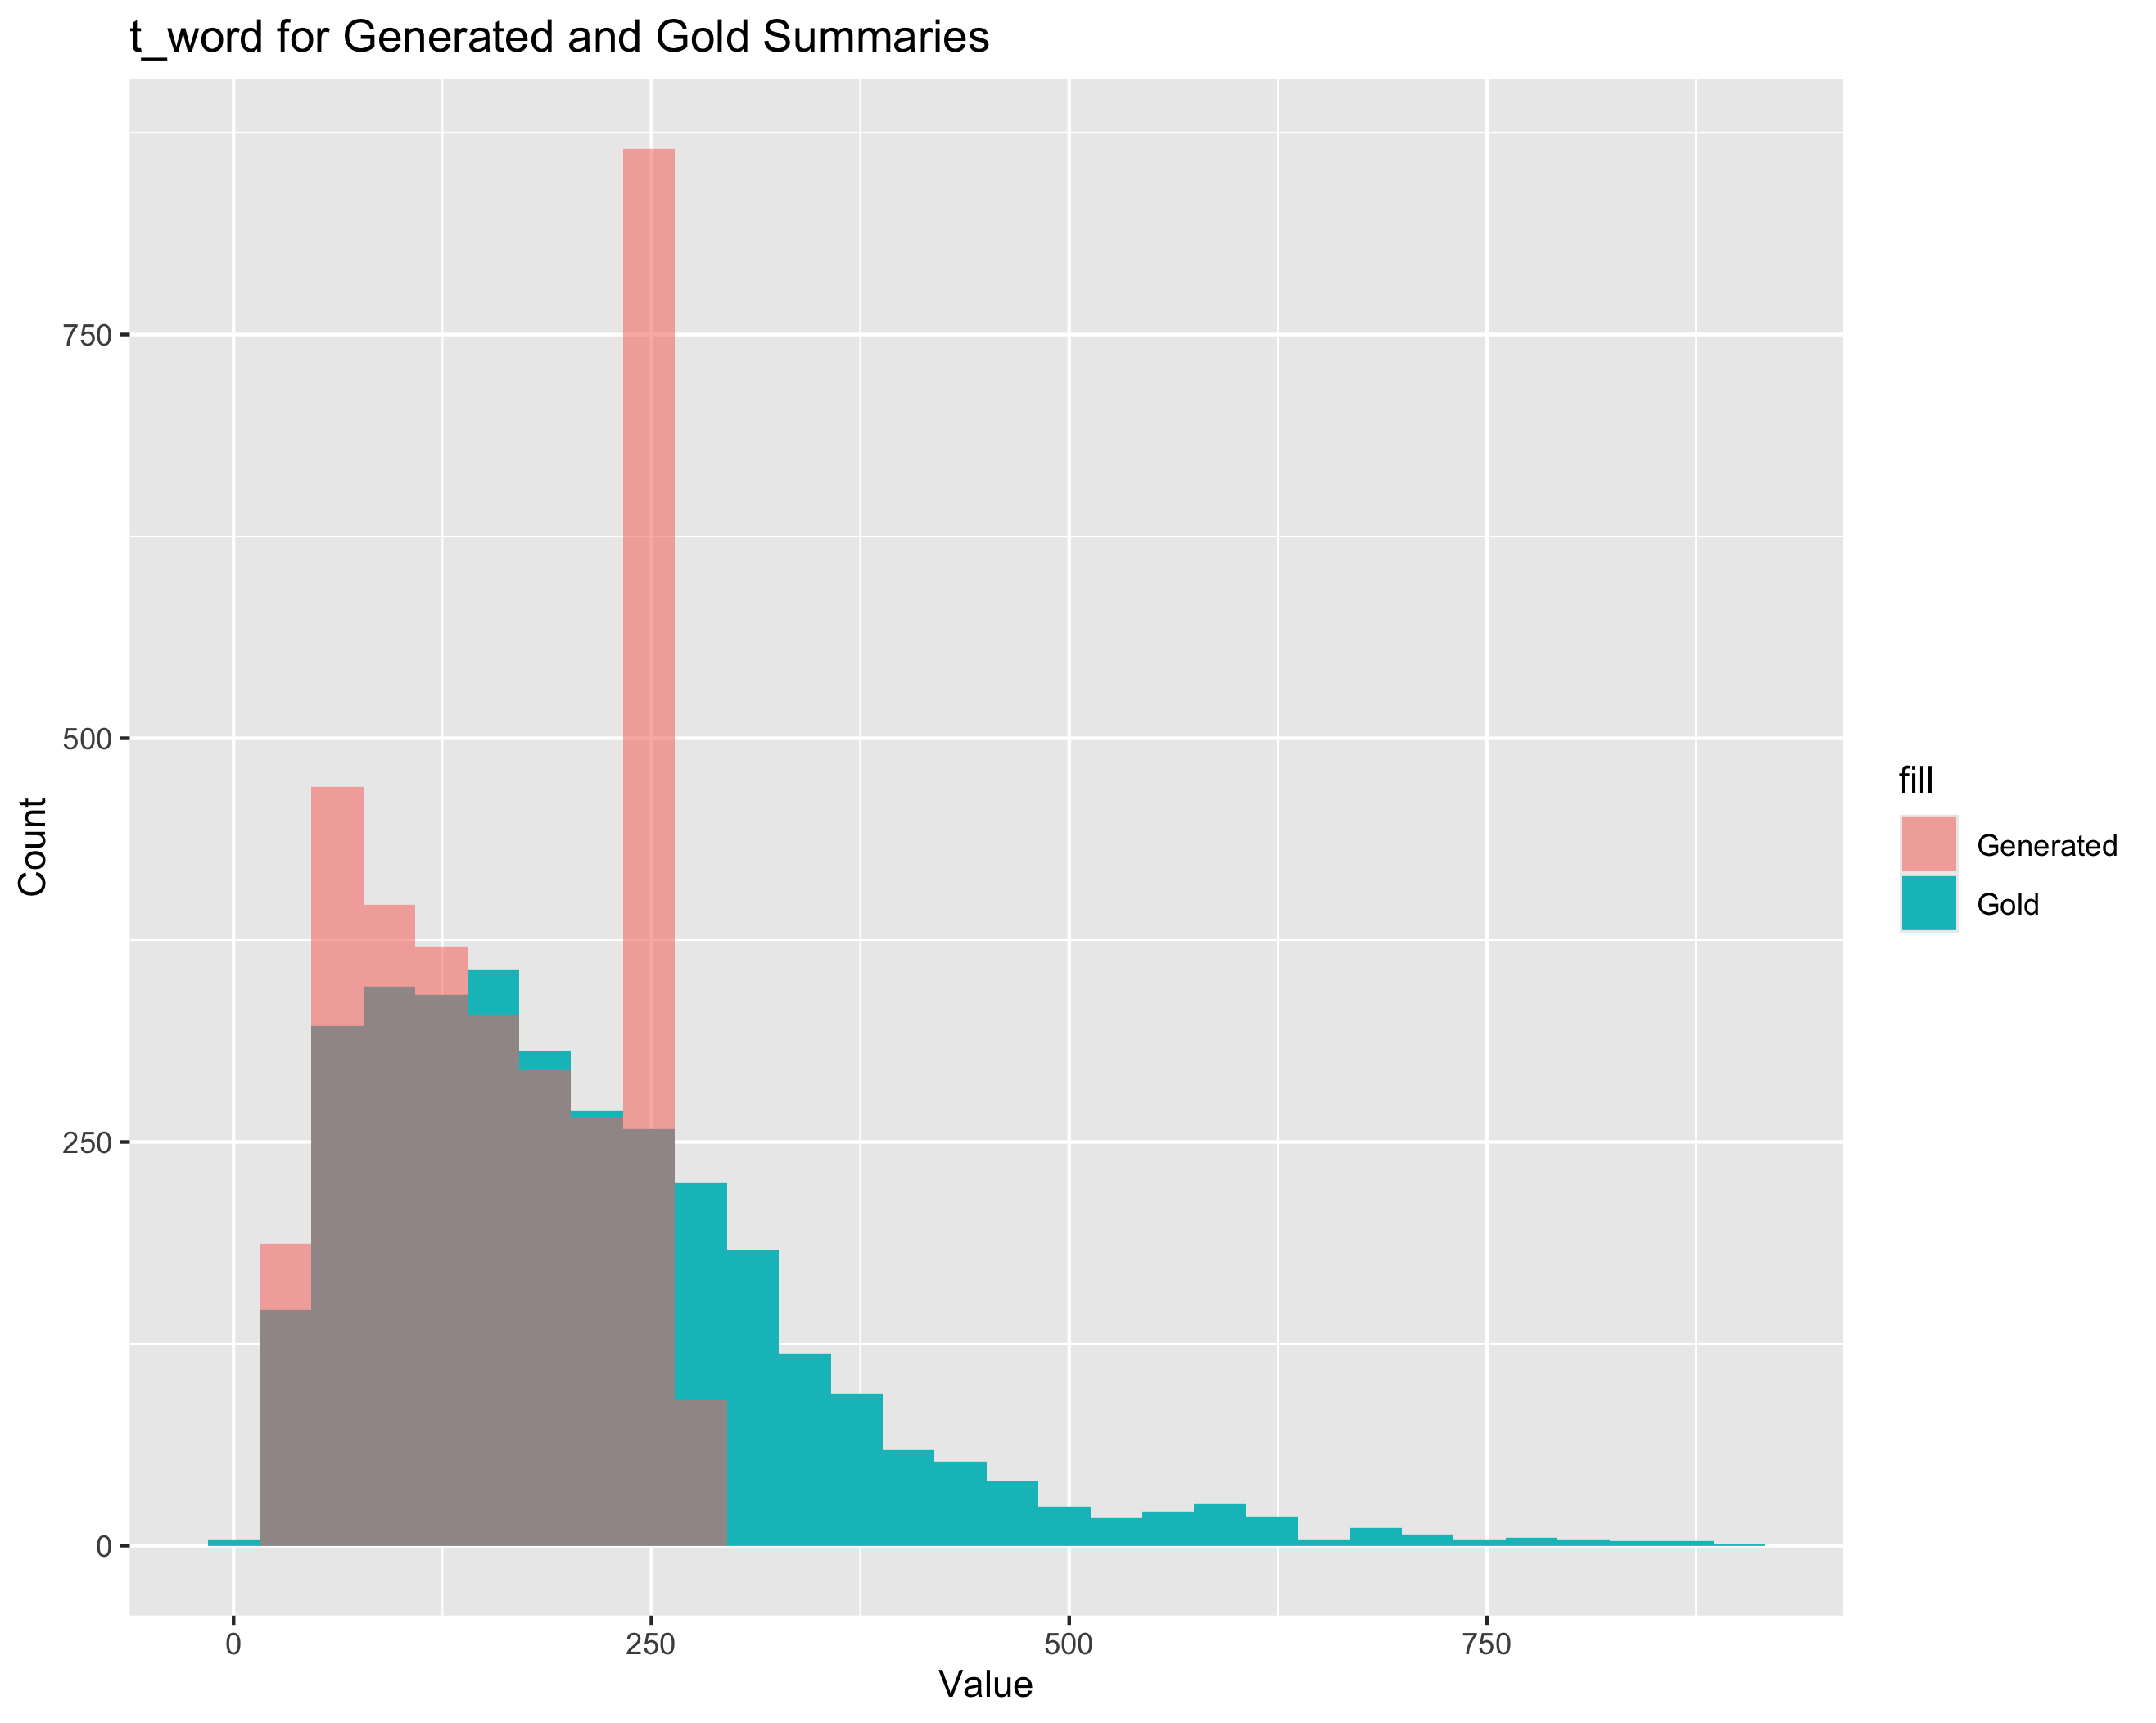 t_word for Generated and Gold Summaries
750
500
250
0
Count
0 250 500 750
Value
fill
Generated
Gold